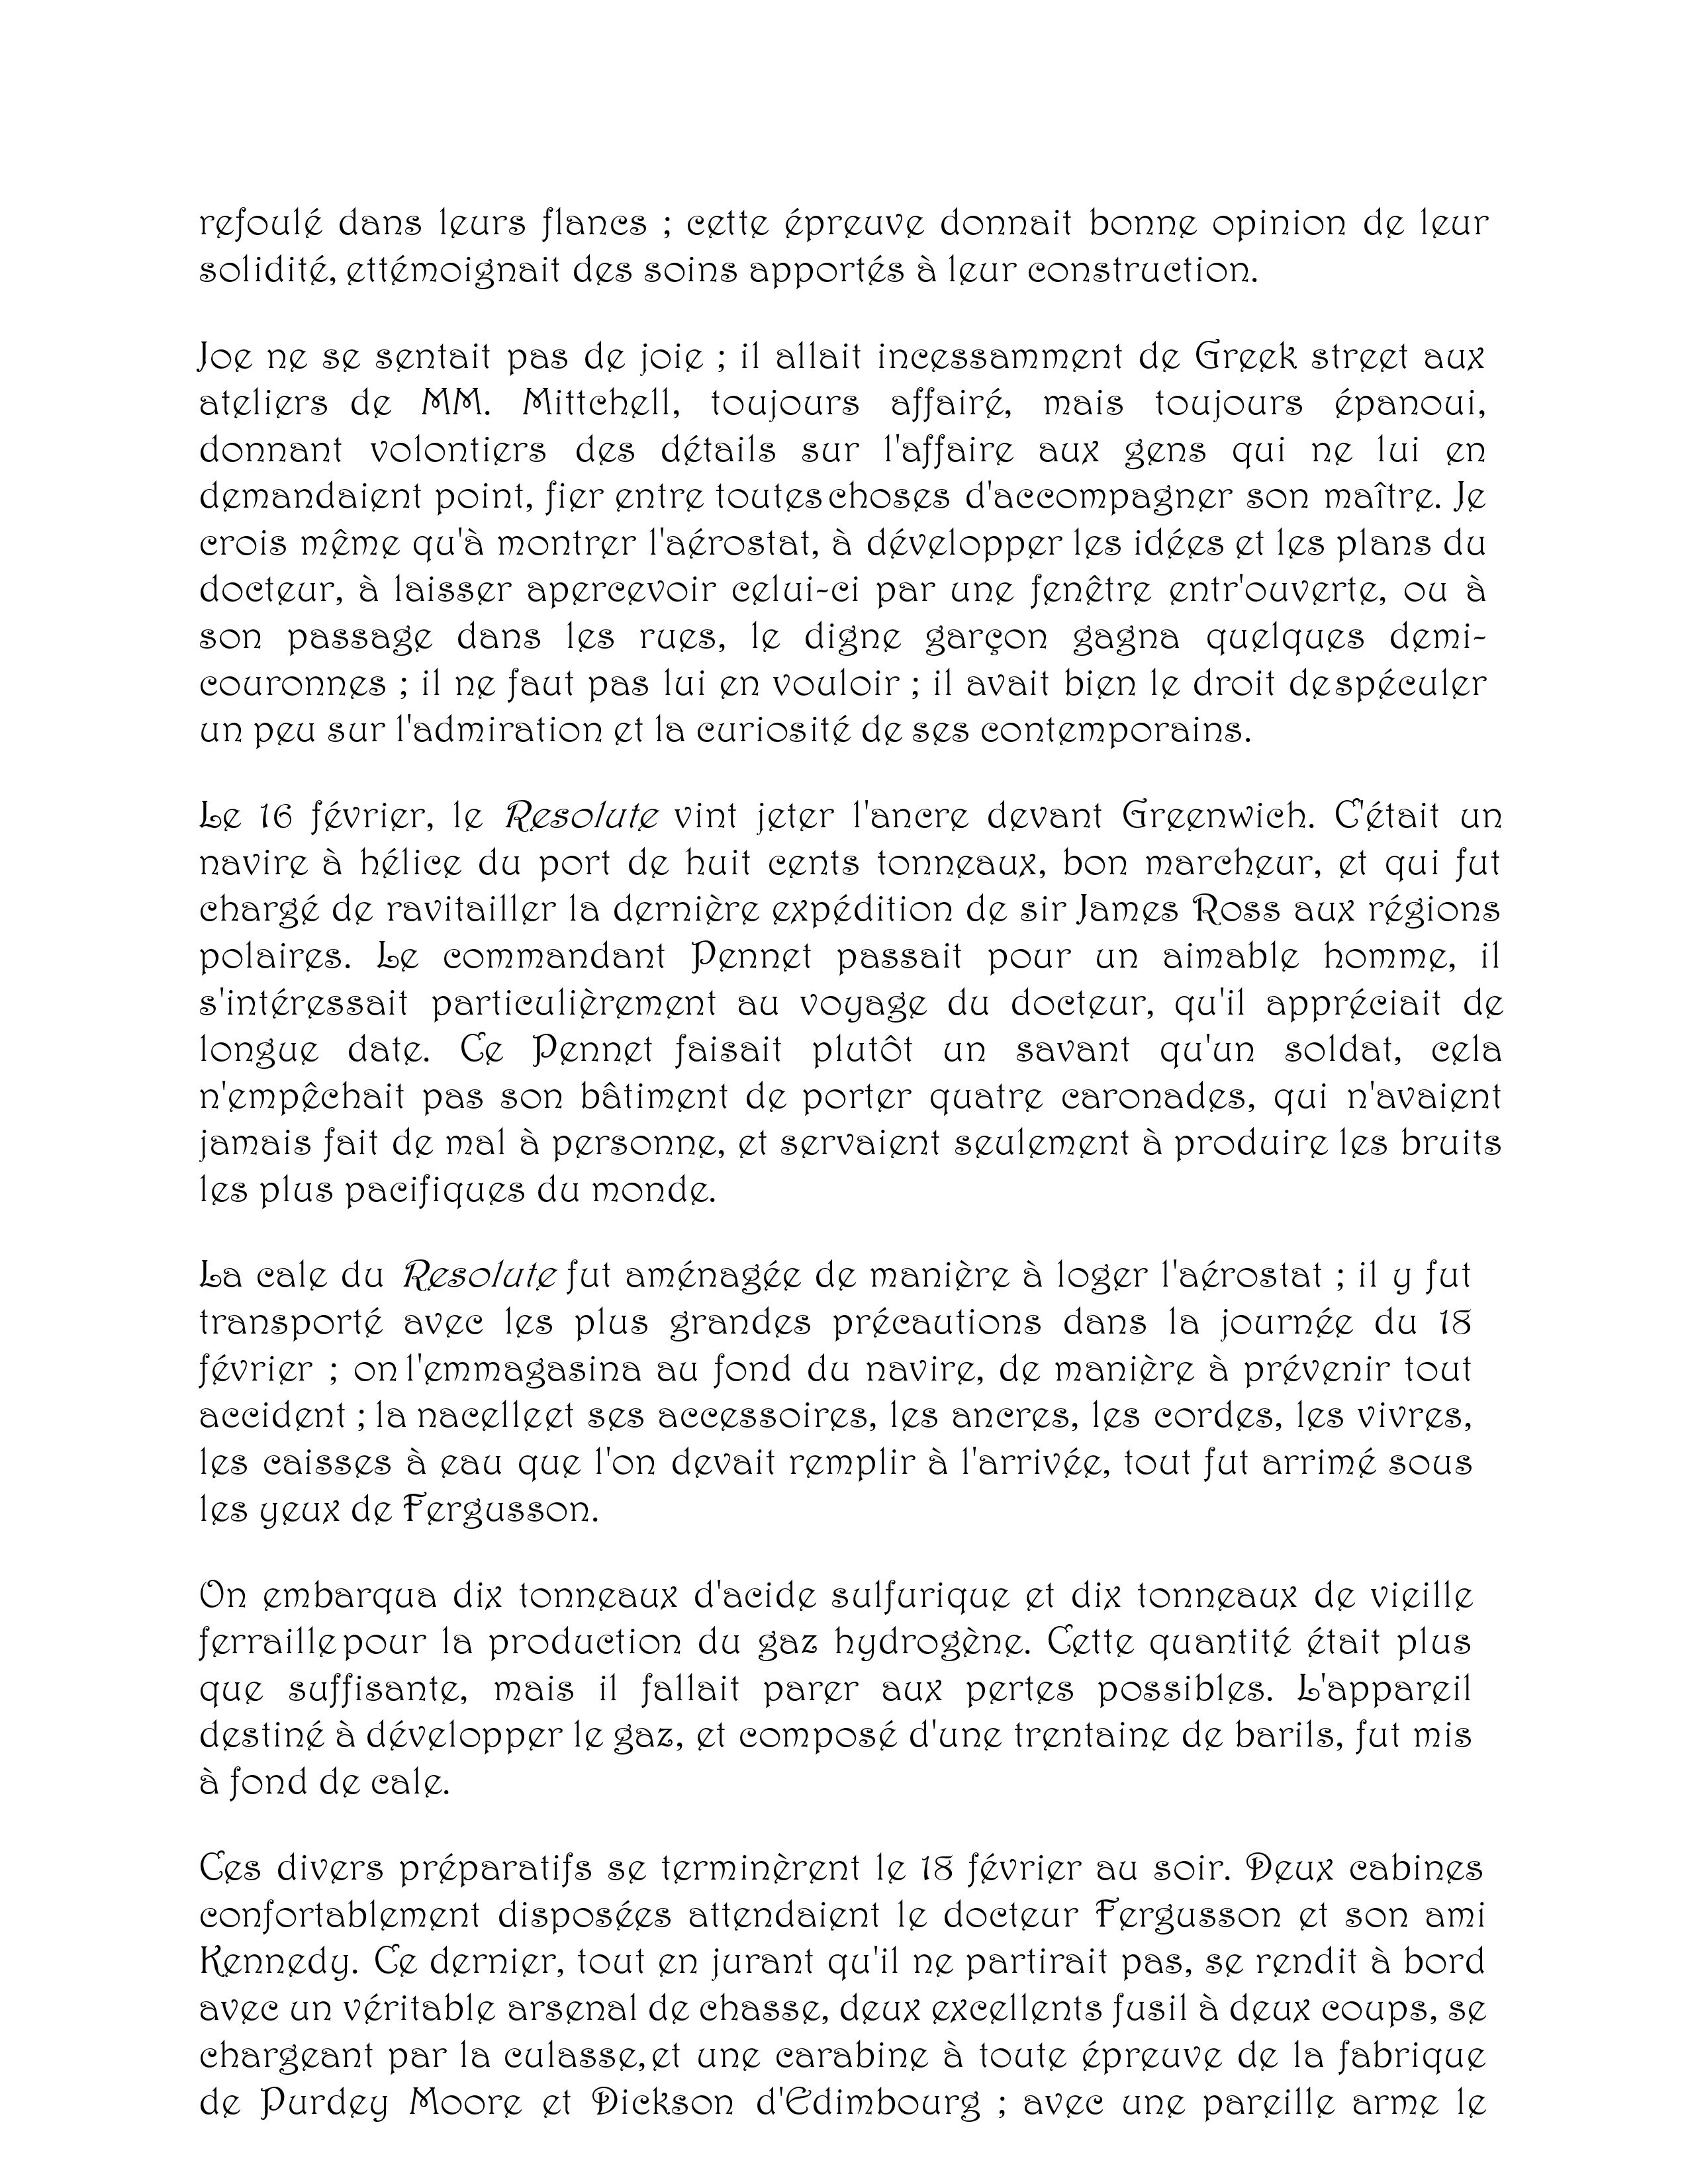 refoulé dans leurs flancs ; cette épreuve donnait bonne opinion de leur
solidité, ettémoignait des soins apportés à leur construction.
Joe ne se sentait pas de joie ; il allait incessamment de Greek street aux
ateliers de MM. Mittchell, toujours affairé, mais toujours épanoui,
donnant volontiers des détails sur l'affaire aux gens qui ne lui en
demandaient point, fier entre touteschoses d'accompagner son maître. Je
crois même qu'à montrer l'aérostat, à développer les idées et les plans du
docteur, à laisser apercevoir celui-ci par une fenêtre entr'ouverte, ou à
son passage dans les rues, le digne garçon gagna quelques demi-
couronnes ; il ne faut pas lui en vouloir ; il avait bien le droit despéculer
un peu sur l'admiration et la curiosité de ses contemporains.
Le 16 février, le Resolute vint jeter l'ancre devant Greenwich. C'était un
navire à hélice du port de huit cents tonneaux, bon marcheur, et qui fut
chargé de ravitailler la dernière expédition de sir James Ross aux régions
polaires. Le commandant Pennet passait pour un aimable homme, il
s'intéressait particulièrement au voyage du docteur, qu'il appréciait de
longue date. Ce Pennet faisait plutôt un savant qu'un soldat, cela
n'empêchait pas son bâtiment de porter quatre caronades, qui n'avaient
jamais fait de mal à personne, et servaient seulement à produire les bruits
les plus pacifiques du monde.
La cale du Resolute fut aménagée de manière à loger l'aérostat ; il y fut
transporté avec les plus grandes précautions dans la journée du 18
février ; on l'emmagasina au fond du navire, de manière à prévenir tout
accident ; la nacelleet ses accessoires, les ancres, les cordes, les vivres,
les caisses à eau que l'on devait remplir à l'arrivée, tout fut arrimé sous
les yeux de Fergusson.
On embarqua dix tonneaux d'acide sulfurique et dix tonneaux de vieille
ferraillepour la production du gaz hydrogène. Cette quantité était plus
que suffisante, mais il fallait parer aux pertes possibles. L'appareil
destiné à développer le gaz, et composé d'une trentaine de barils, fut mis
à fond de cale.
Ces divers préparatifs se terminèrent le 18 février au soir. Deux cabines
confortablement disposées attendaient le docteur Fergusson et son ami
Kennedy. Ce dernier, tout en jurant qu'il ne partirait pas, se rendit à bord
avec un véritable arsenal de chasse, deux excellents fusil à deux coups, se
chargeant par la culasse,et une carabine à toute épreuve de la fabrique
de Purdey Moore et Dickson d'Edimbourg ; avec une pareille arme le